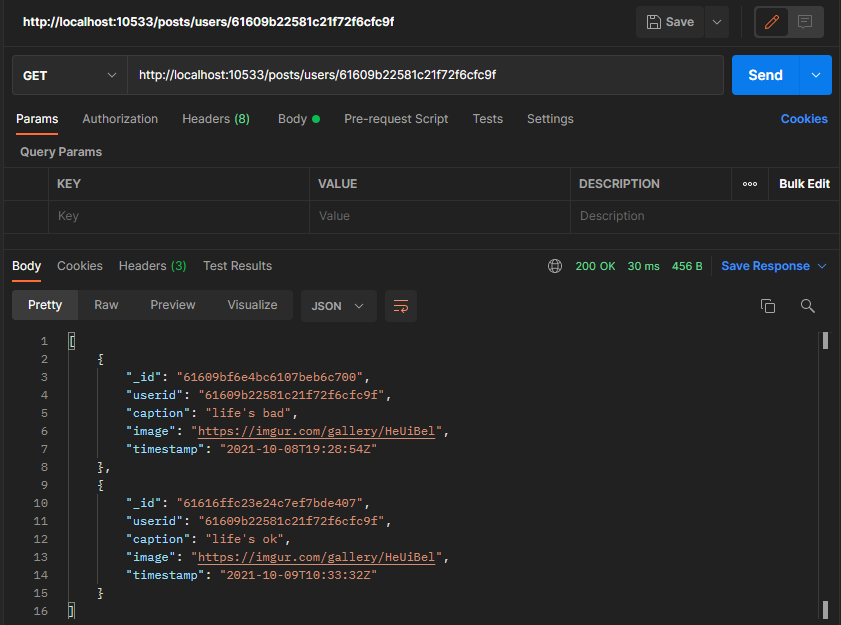 http://localhost:10533/posts/users/61609b22581c21f72f6cfc9f Save
GET http://localhost:10533/posts/users/61609b22581c21f72f6cfc9f Send
Params Authorization Headers (8) Body Pre-request Script Tests Settings Cookies
Query Params
KEY VALUE DESCRIPTION ooo Bulk Edit
Key Value Description
Body Cookies Headers (3) Test Results 200 OK 30 ms 456 B Save Response
Pretty Raw Preview Visualize JSON
1 [
2 {
3 "_id": "61609bf6e4bc6107beb6c700",
4 "userid": "61609b22581c21f72f6cfc9f",
5 "caption": "life's bad",
6 "image": "https://imgur.com/gallery/HeUiBel",
7 "timestamp": "2021-10-08T19:28:54Z"
8 },
9 {
10 "_id": "61616ffc23e24c7ef7bde407",
11 "userid": "61609b22581c21f72f6cfc9f",
12 "caption": "life's ok",
13 "image": "https://imgur.com/gallery/HeUiBel",
14 "timestamp": "2021-10-09T10:33:32Z"
15 }
16 ]